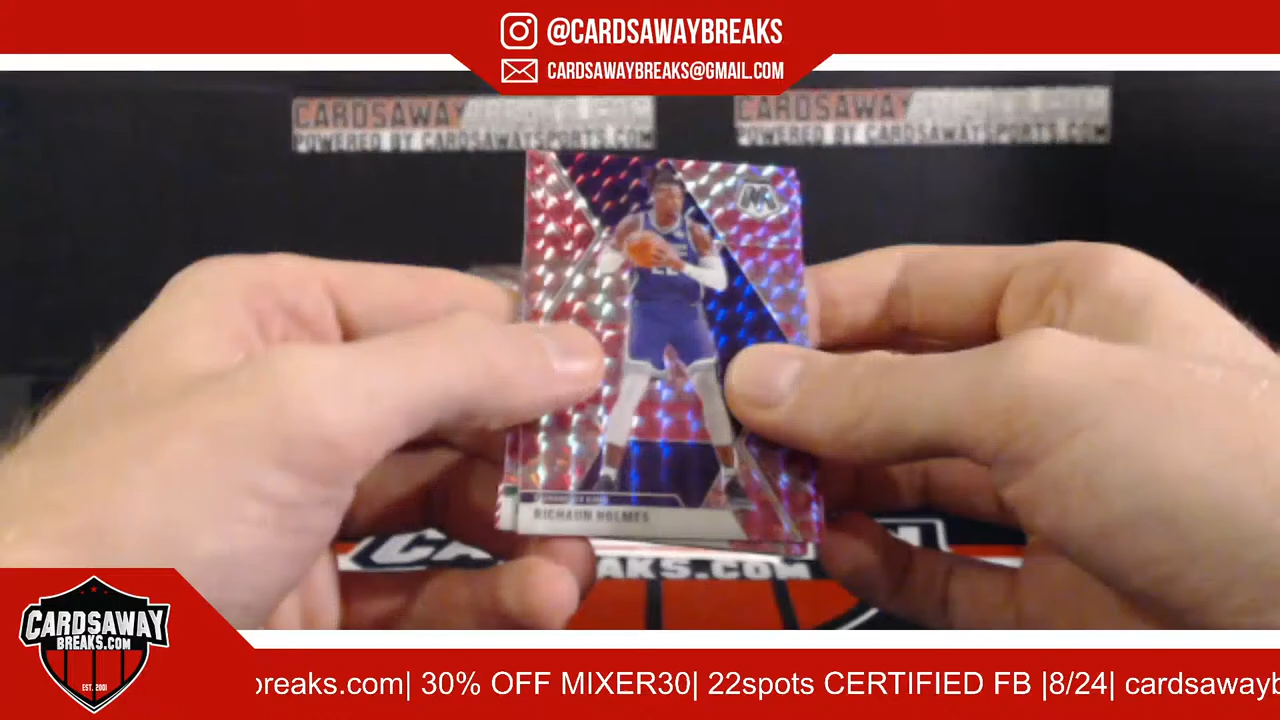 @CARDSAWAYBREAKS
CARDSAWAYBREAKS@GMAIL.COM
CARDSAWAY
POWERED BY CARDSAWAYSPORTS.COM
CARDSAWAY
POWERED BY CARDSAWAYSPORTS.COM
RICHAUN HOLMES
CARDSAWAY
BREAKS.COM
EST. 2001
breaks.com| 30% OFF MIXER30| 22spots CERTIFIED FB |8/24| cardsawayb